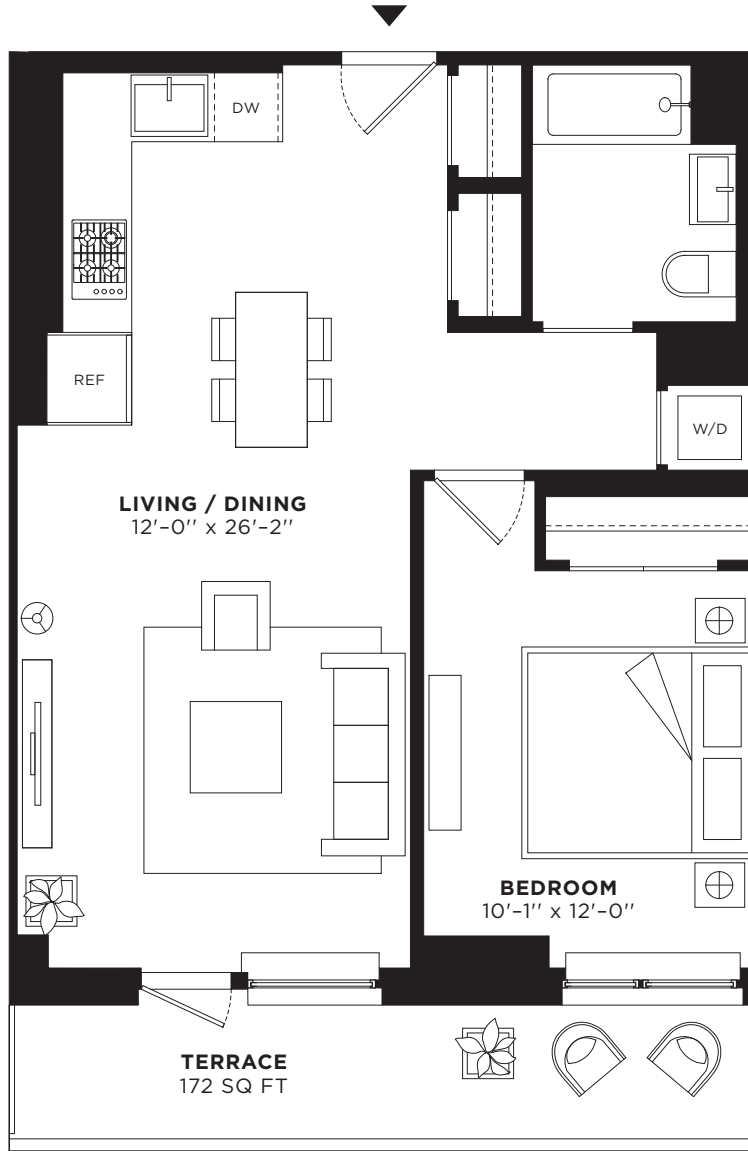 DW
REF
W/D
LIVING / DINING
12'-0'' x 26'-2''
BEDROOM
10'-1'' x 12'-0''
TERRACE
172 SQ FT